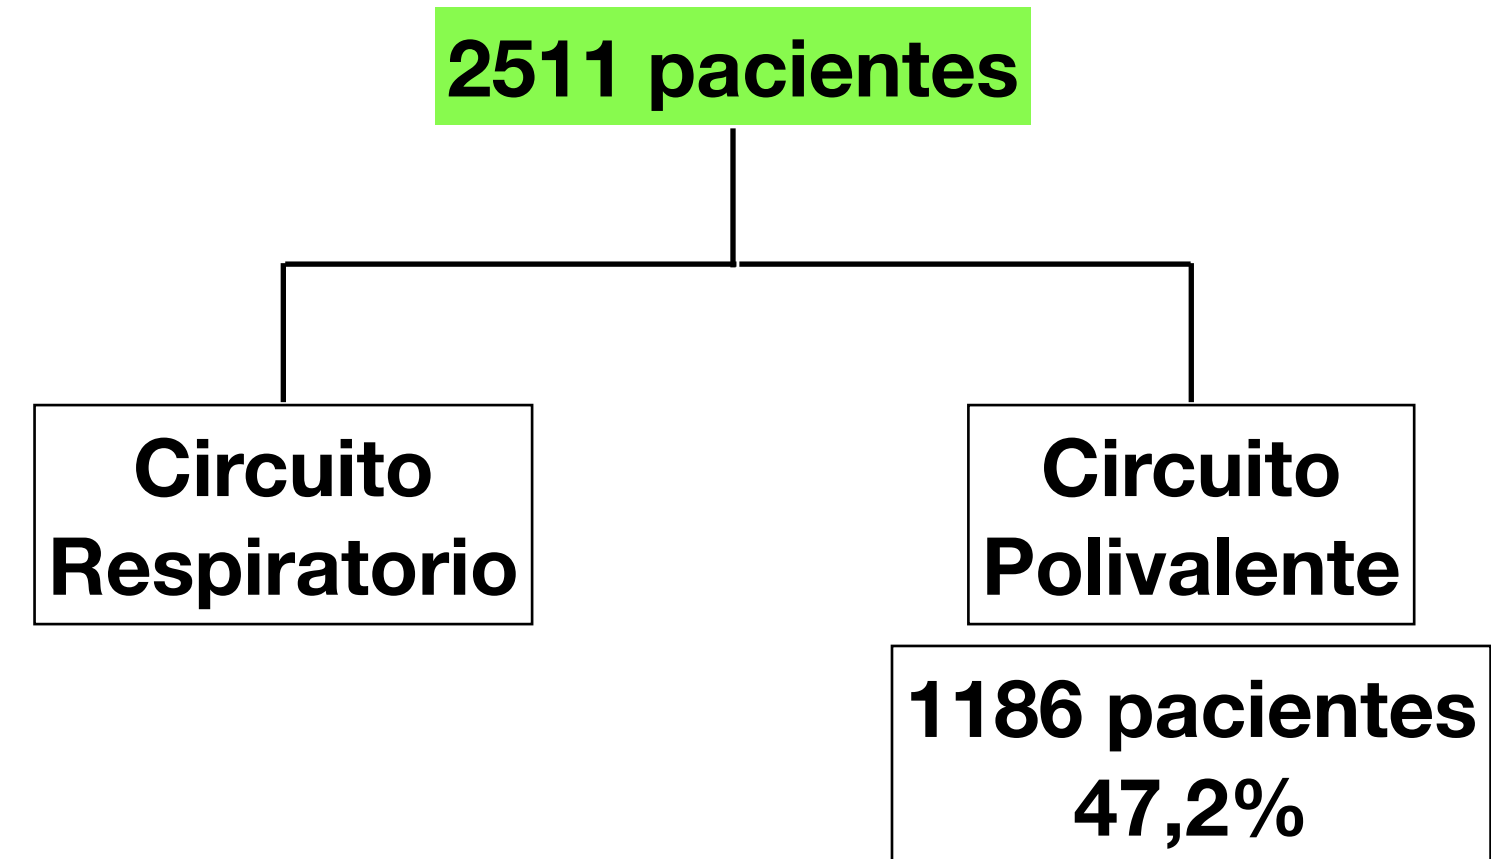 2511 pacientes
Circuito
Respiratorio
Circuito
Polivalente
1186 pacientes
47,2%